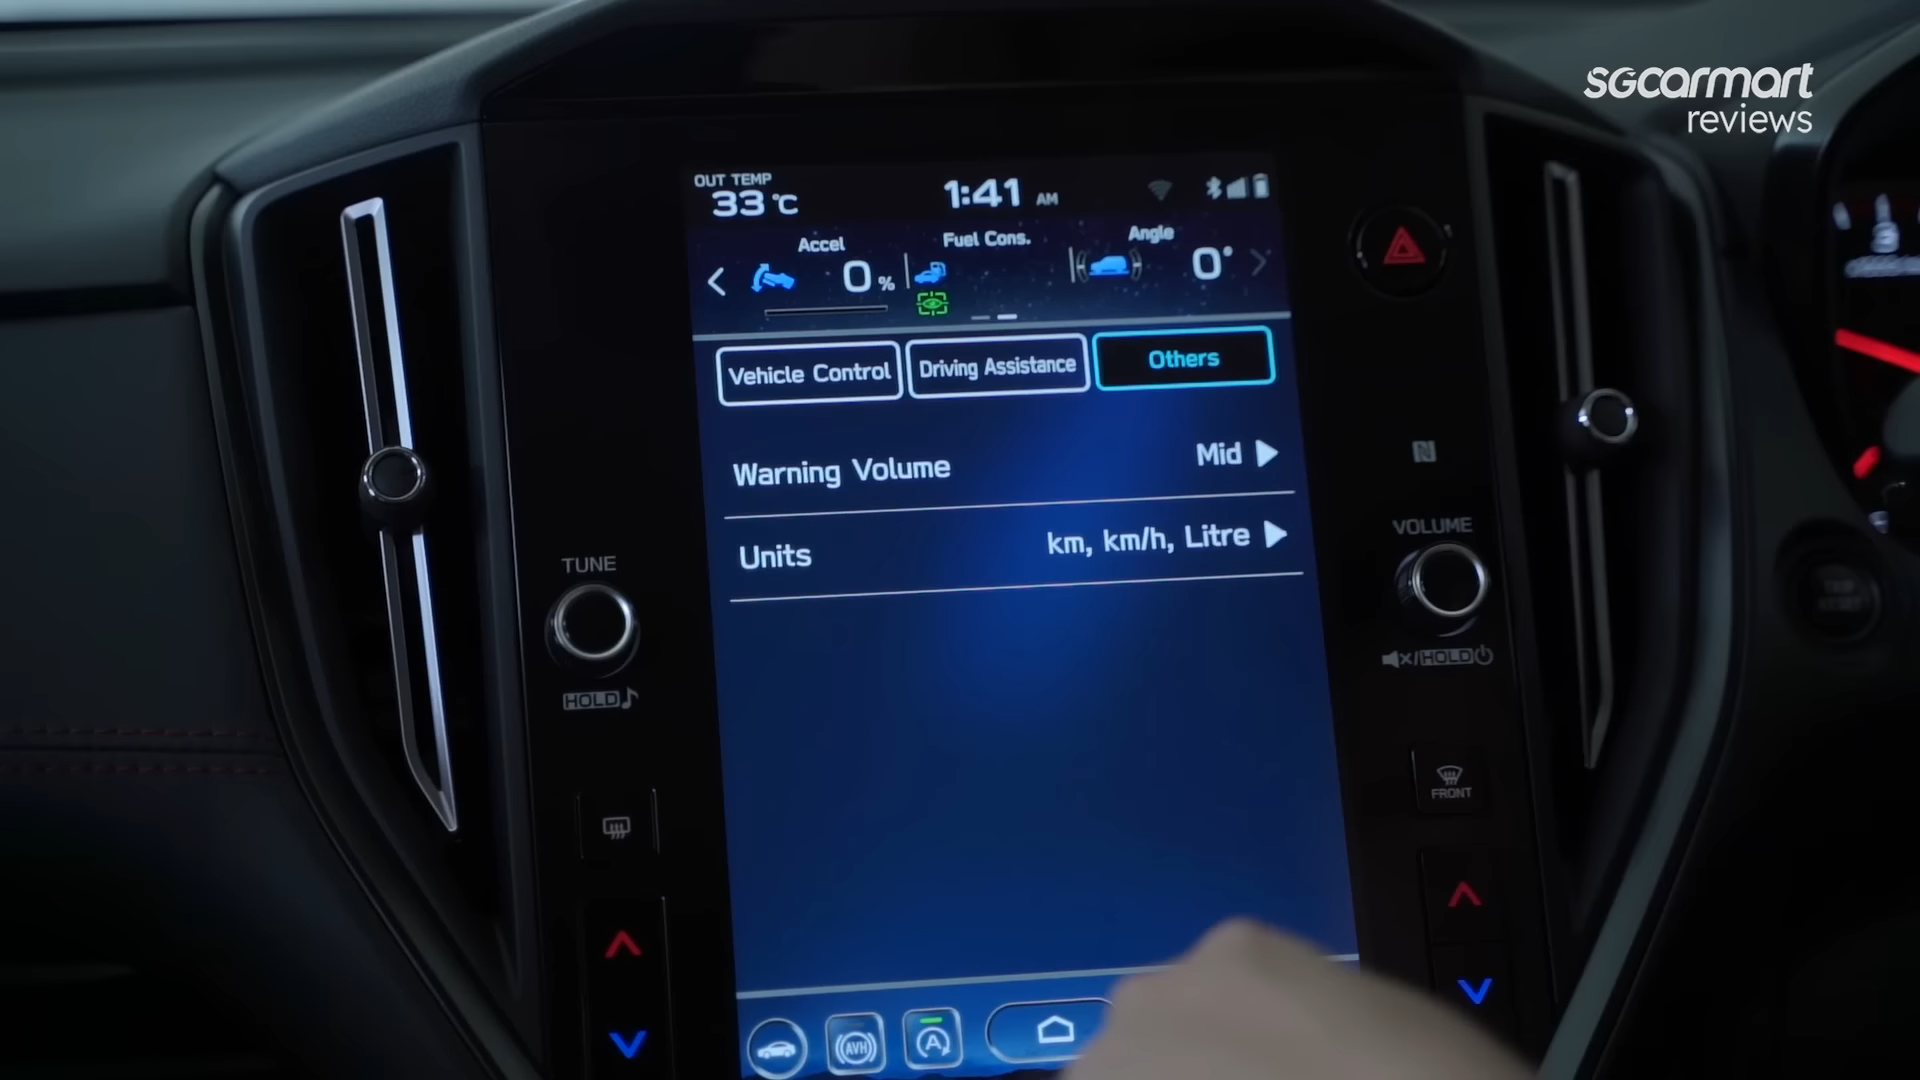 sgcarmart
reviews
OUT TEMP
33 °C
1:41 AM
Accel
0 %
Fuel Cons.
Angle
0°
Vehicle Control
Driving Assistance
Others
Warning Volume
Mid
Units
km, km/h, Litre
TUNE
HOLD
VOLUME
HOLD
FRONT
AVH
A
N
3